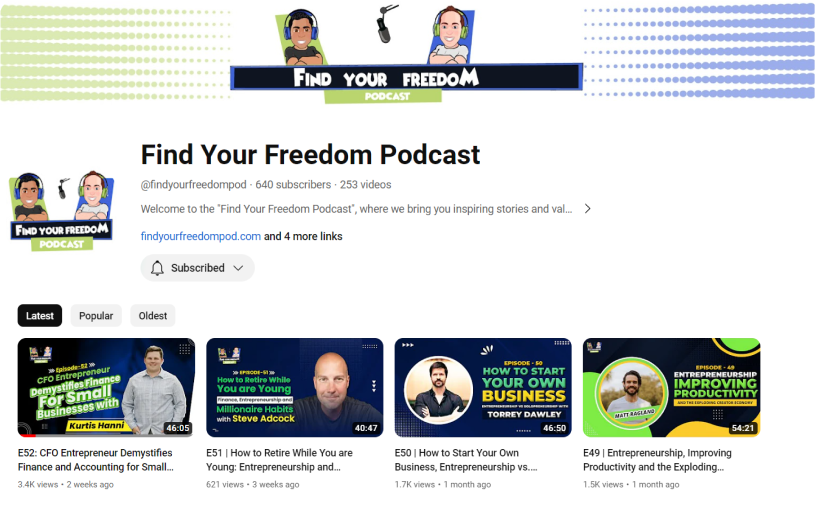 FIND YOUR FREEDOM
PODCAST
Find Your Freedom Podcast
@findyourfreedompod · 640 subscribers · 253 videos
Welcome to the "Find Your Freedom Podcast", where we bring you inspiring stories and val...
findyourfreedompod.com and 4 more links
Subscribed
FIND YOUR FREEDOM
PODCAST
Latest
Popular
Oldest
Episode-52
CFO Entrepreneur
Demystifies Finance
For Small
Businesses with
Kurtis Hanni
46:05
EPISODE-51
How to Retire While
You are Young
Finance, Entrepreneurship and
Millionaire Habits
with Steve Adcock
40:47
EPISODE - 50
HOW TO START
YOUR OWN
BUSINESS
ENTREPRENEURSHIP VS SOLOPRENEURSHIP WITH
TORREY DAWLEY
46:50
EPISODE - 49
ENTREPRENEURSHIP
IMPROVING
PRODUCTIVITY
AND THE EXPLODING CREATOR ECONOMY
MATT RAGLAND
54:21
E52: CFO Entrepreneur Demystifies
Finance and Accounting for Small...
3.4K views • 2 weeks ago
E51 | How to Retire While You are
Young: Entrepreneurship and...
621 views • 3 weeks ago
E50 | How to Start Your Own
Business, Entrepreneurship vs....
1.7K views • 1 month ago
E49 | Entrepreneurship, Improving
Productivity and the Exploding...
1.5K views • 1 month ago